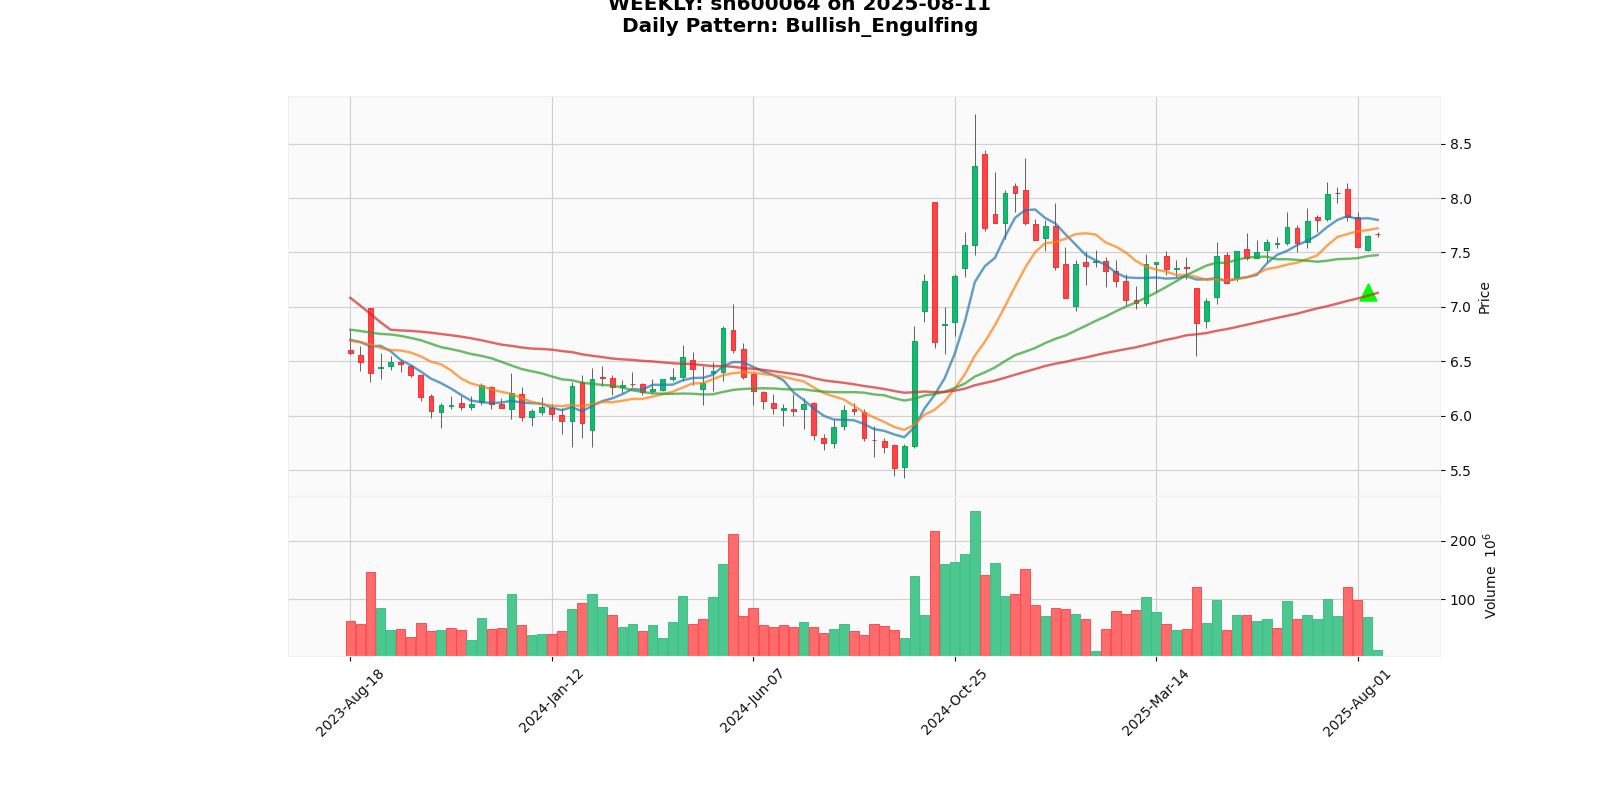 WEEKLY: sh600064 on 2025-08-11
Daily Pattern: Bullish_Engulfing
8.5
8.0
7.5
7.0
6.5
6.0
5.5
Price
200
100
Volume 10^6
2023-Aug-18
2024-Jan-12
2024-Jun-07
2024-Oct-25
2025-Mar-14
2025-Aug-01